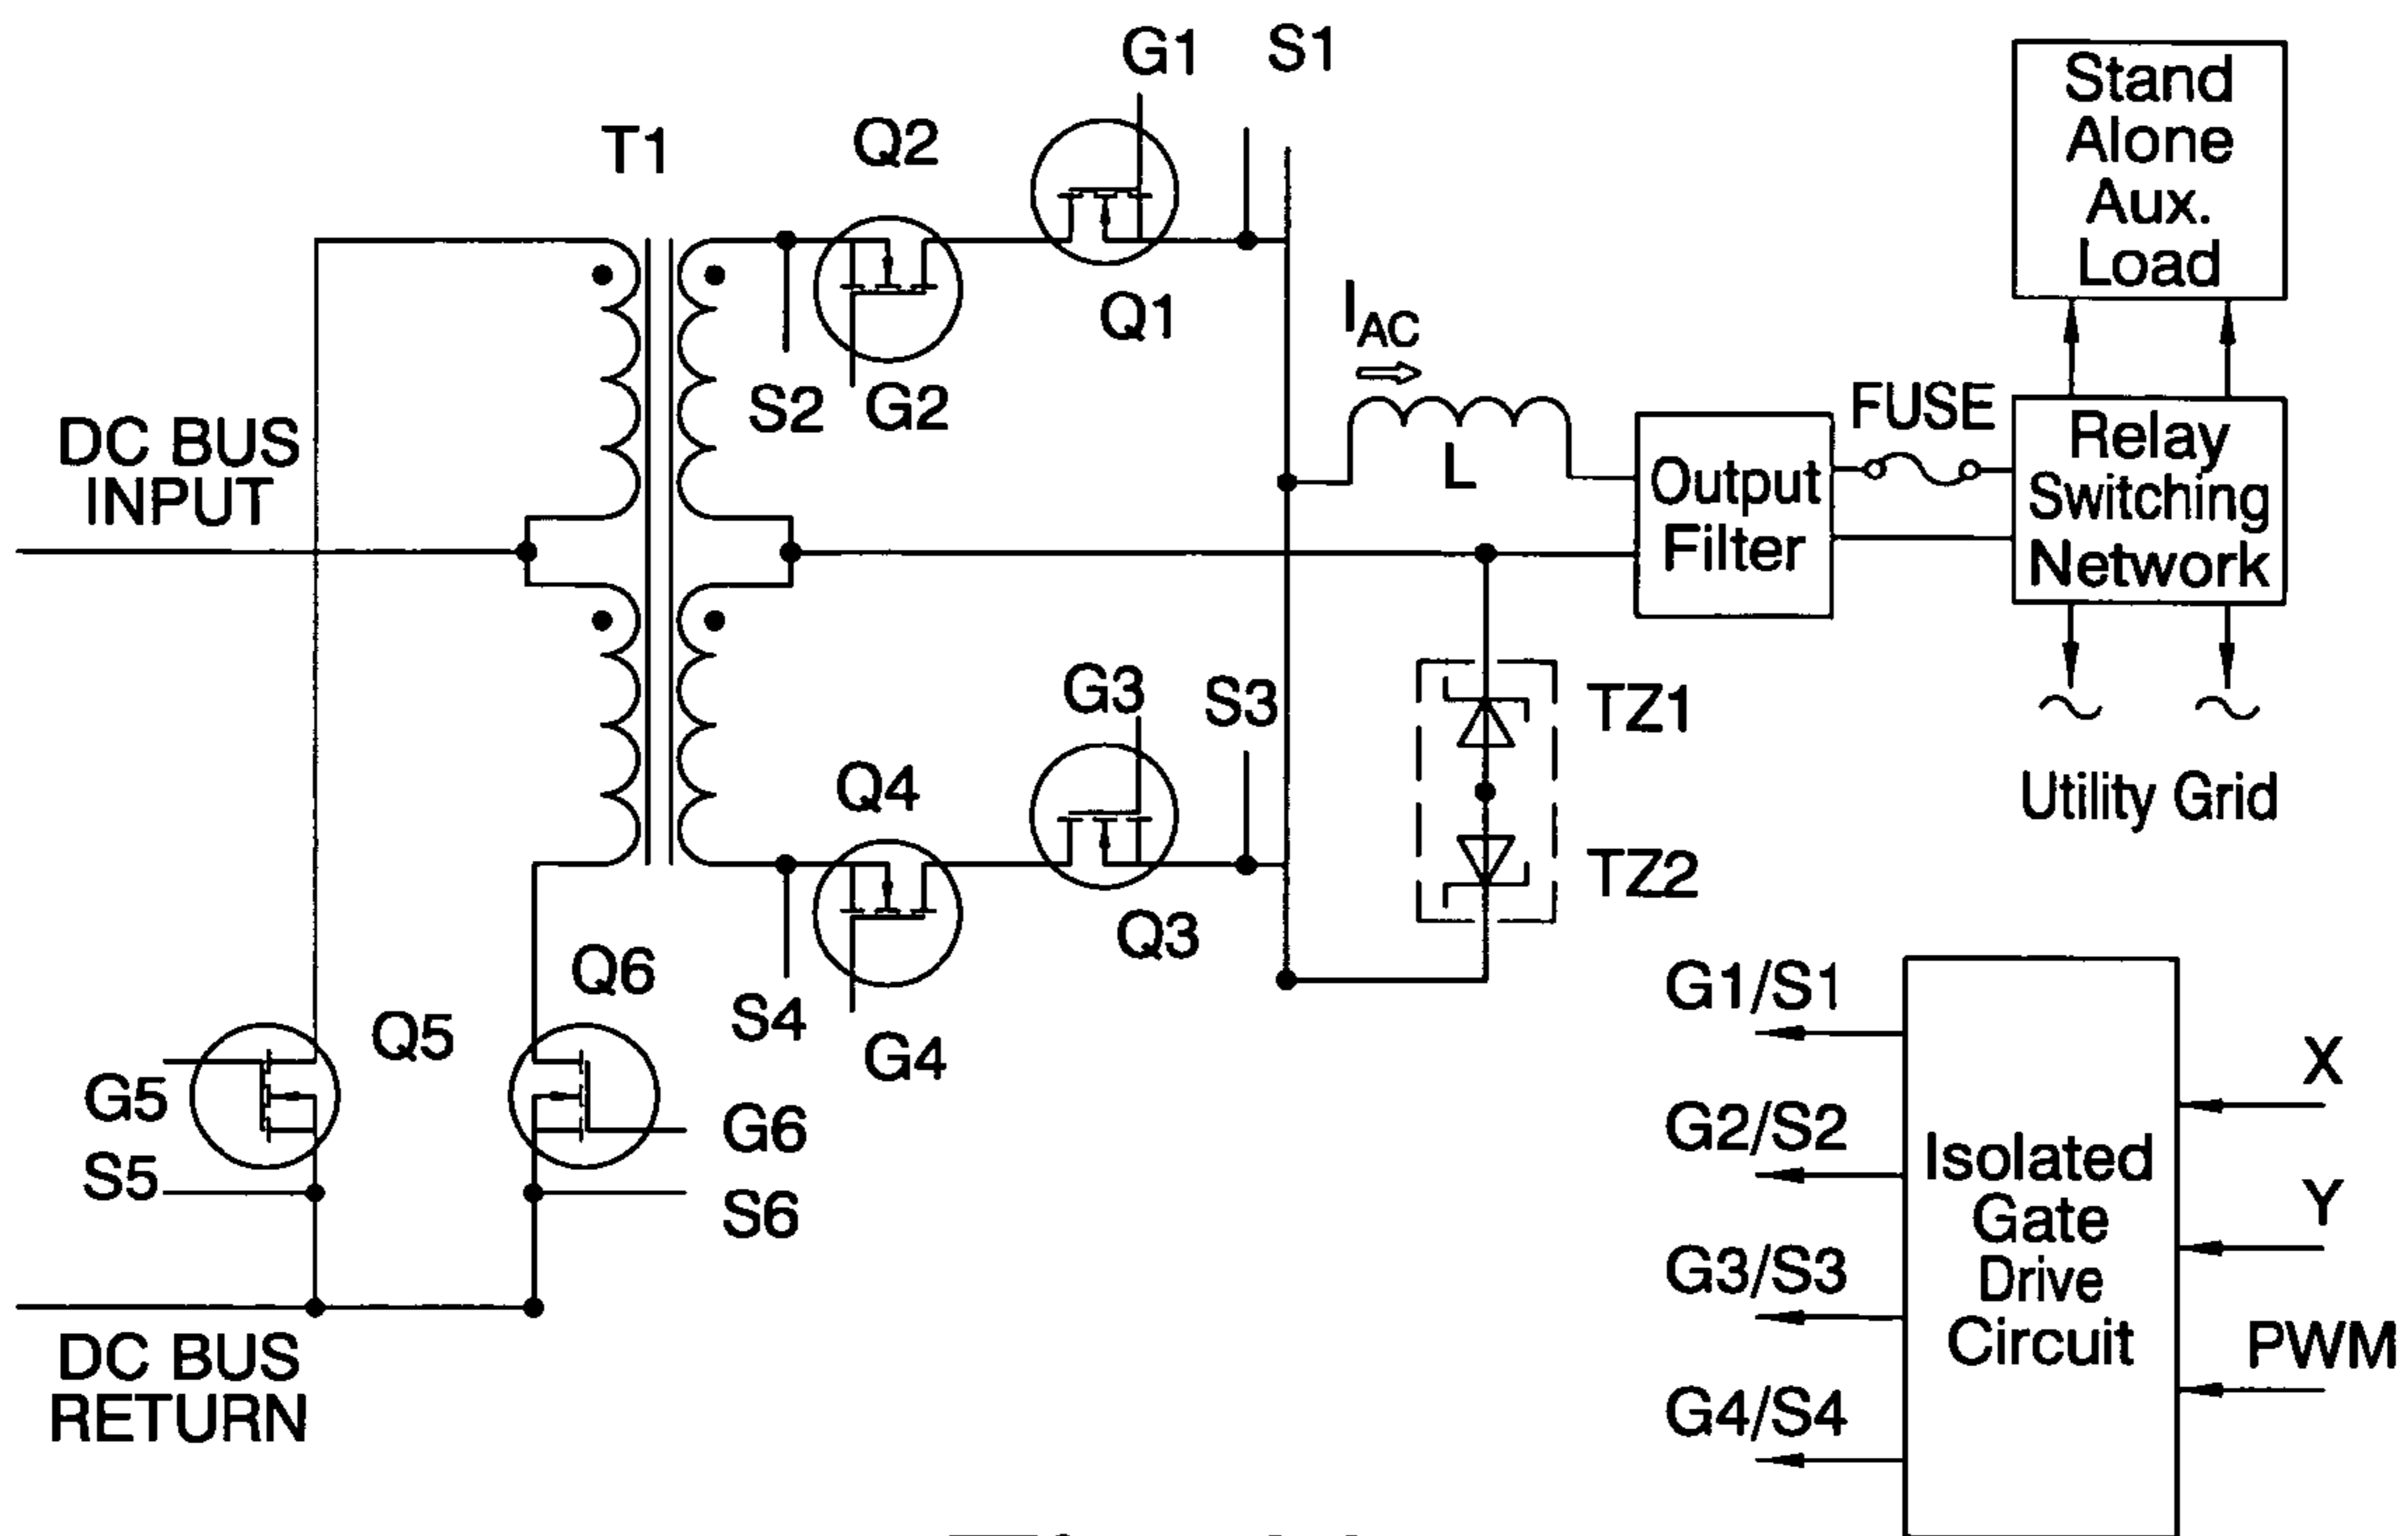 G1
S1
T1
Q2
Q1
S2
G2
I_AC
L
DC BUS
INPUT
Stand
Alone
Aux.
Load
FUSE
Output
Filter
Relay
Switching
Network
Utility Grid
G3
S3
Q4
Q3
S4
G4
TZ1
TZ2
Q6
Q5
G5
S5
G6
S6
DC BUS
RETURN
G1/S1
G2/S2
G3/S3
G4/S4
Isolated
Gate
Drive
Circuit
X
Y
PWM